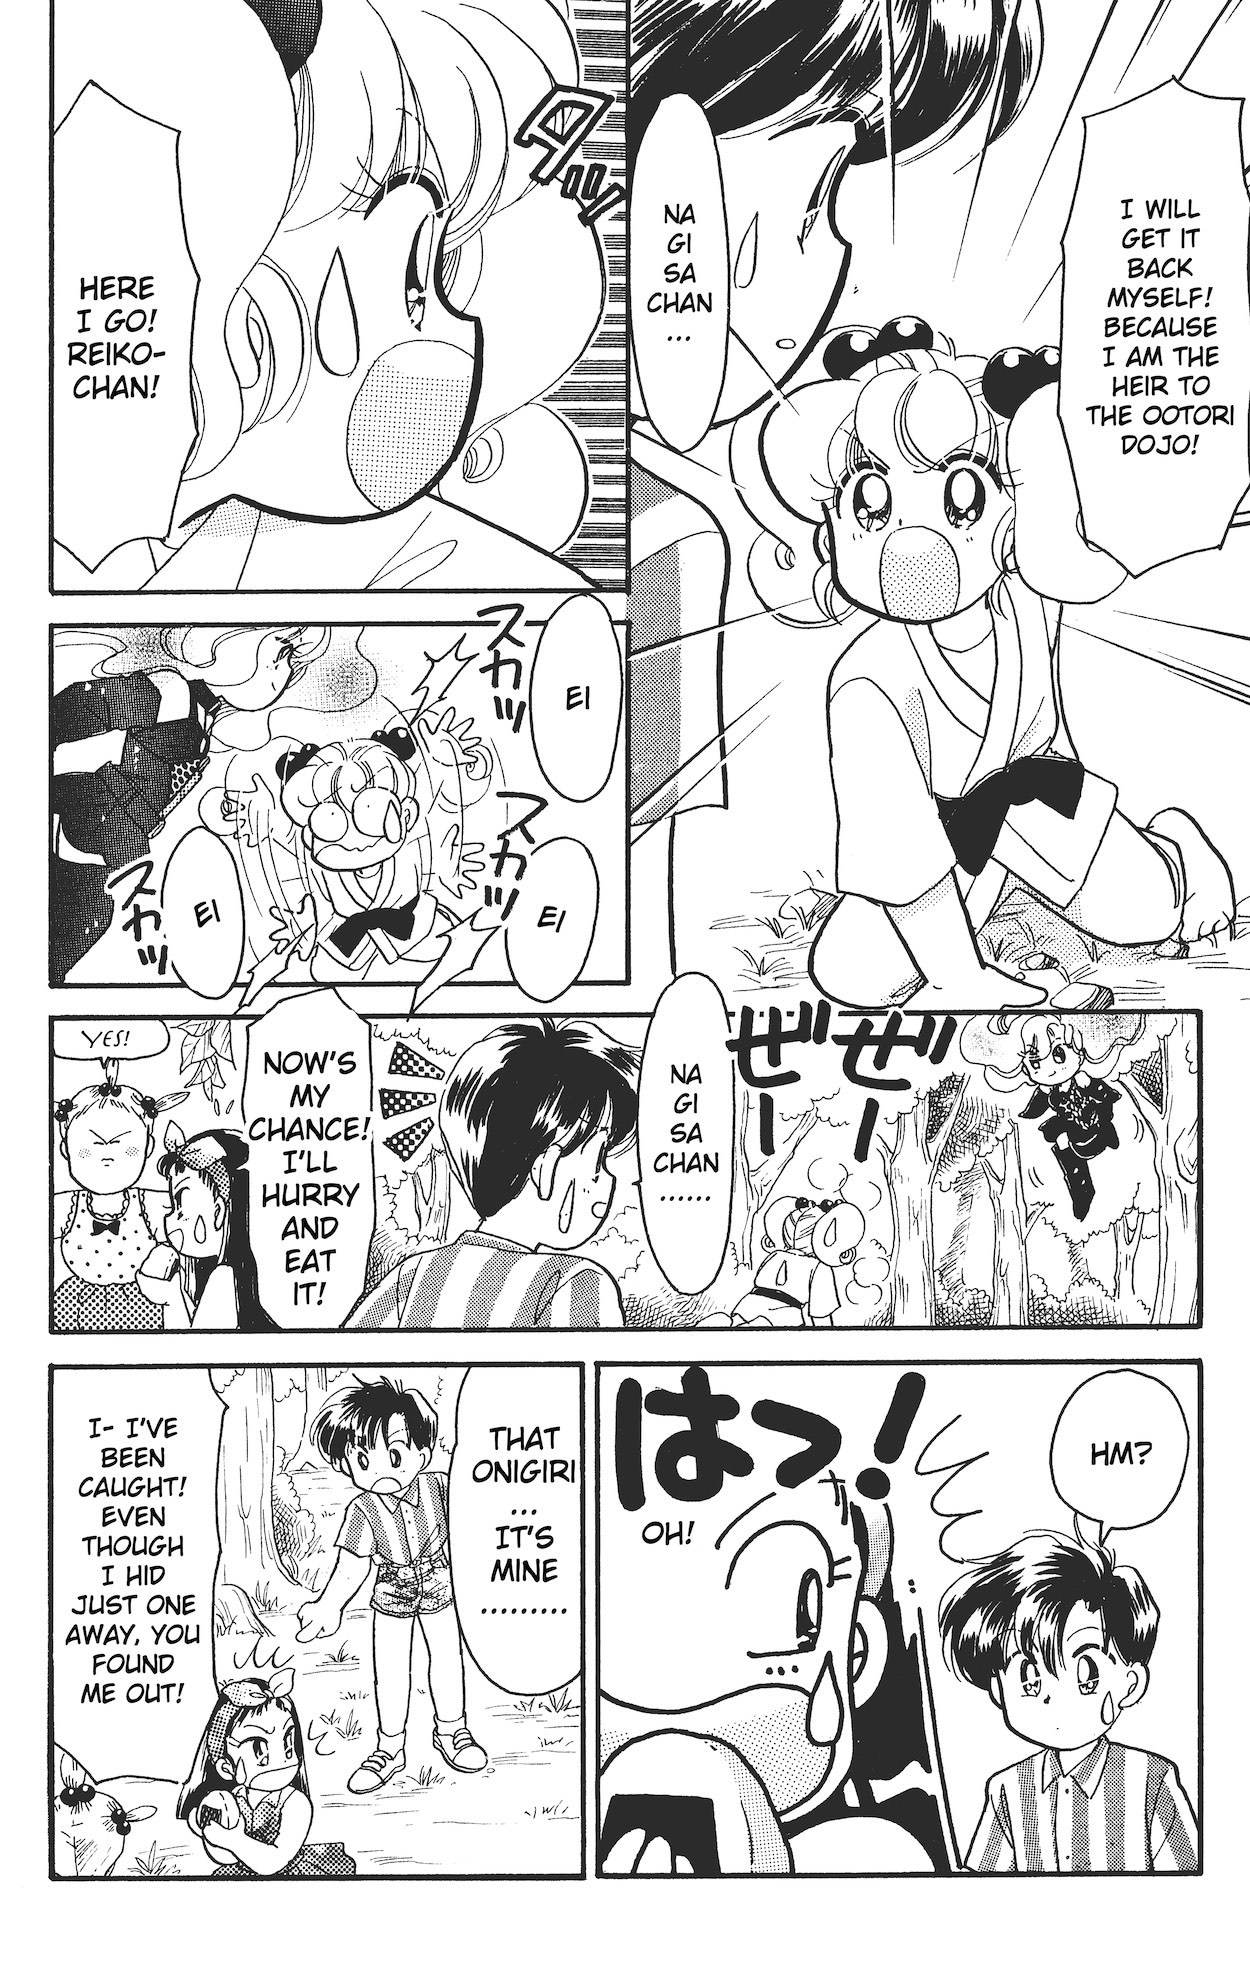 I WILL
GET IT
BACK
MYSELF!
BECAUSE
I AM THE
HEIR TO
THE OOTORI
DOJO!
NA
GI
SA
CHAN
...
HERE
I GO!
REIKO-
CHAN!
スカッ
EI
スカッ
EI
スカッ
EI
ぜぜ
ーー
NA
GI
SA
CHAN
......
NOW'S
MY
CHANCE!
I'LL
HURRY
AND
EAT
IT!
YES!
HM?
はっ!
OH!
THAT
ONIGIRI
...
IT'S
MINE
.........
I- I'VE
BEEN
CAUGHT!
EVEN
THOUGH
I HID
JUST ONE
AWAY, YOU
FOUND
ME OUT!